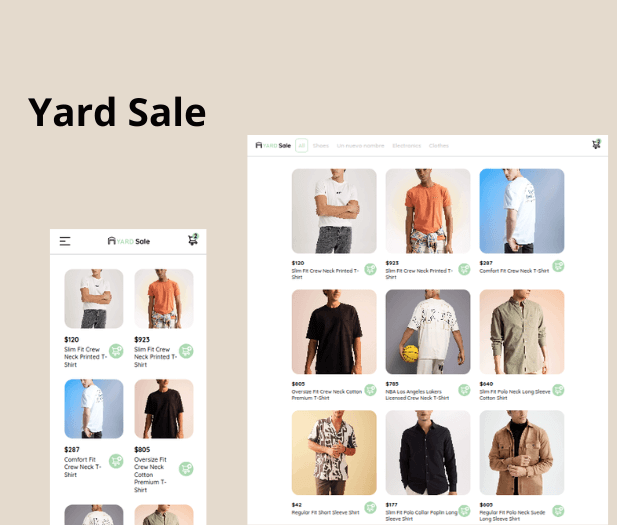 Yard Sale
YARD Sale
All Shoes Un nuevo nombre Electronics Clothes
$120
Slim Fit Crew Neck Printed T-
Shirt
$923
Slim Fit Crew Neck Printed T-
Shirt
$287
Comfort Fit Crew Neck T-Shirt
$805
Oversize Fit Crew Neck Cotton
Premium T-Shirt
$785
NBA Los Angeles Lakers
Licensed Crew Neck T-Shirt
$640
Slim Fit Polo Neck Long Sleeve
Cotton Shirt
$42
Regular Fit Short Sleeve Shirt
$177
Slim Fit Polo Collar Poplin Long
Sleeve Shirt
$605
Regular Fit Polo Neck Suede
Long Sleeved Shirt
YARD Sale
2
$120
Slim Fit Crew
Neck Printed T-
Shirt
$923
Slim Fit Crew
Neck Printed T-
Shirt
$287
Comfort Fit
Crew Neck T-
Shirt
$805
Oversize Fit
Crew Neck
Cotton
Premium T-
Shirt